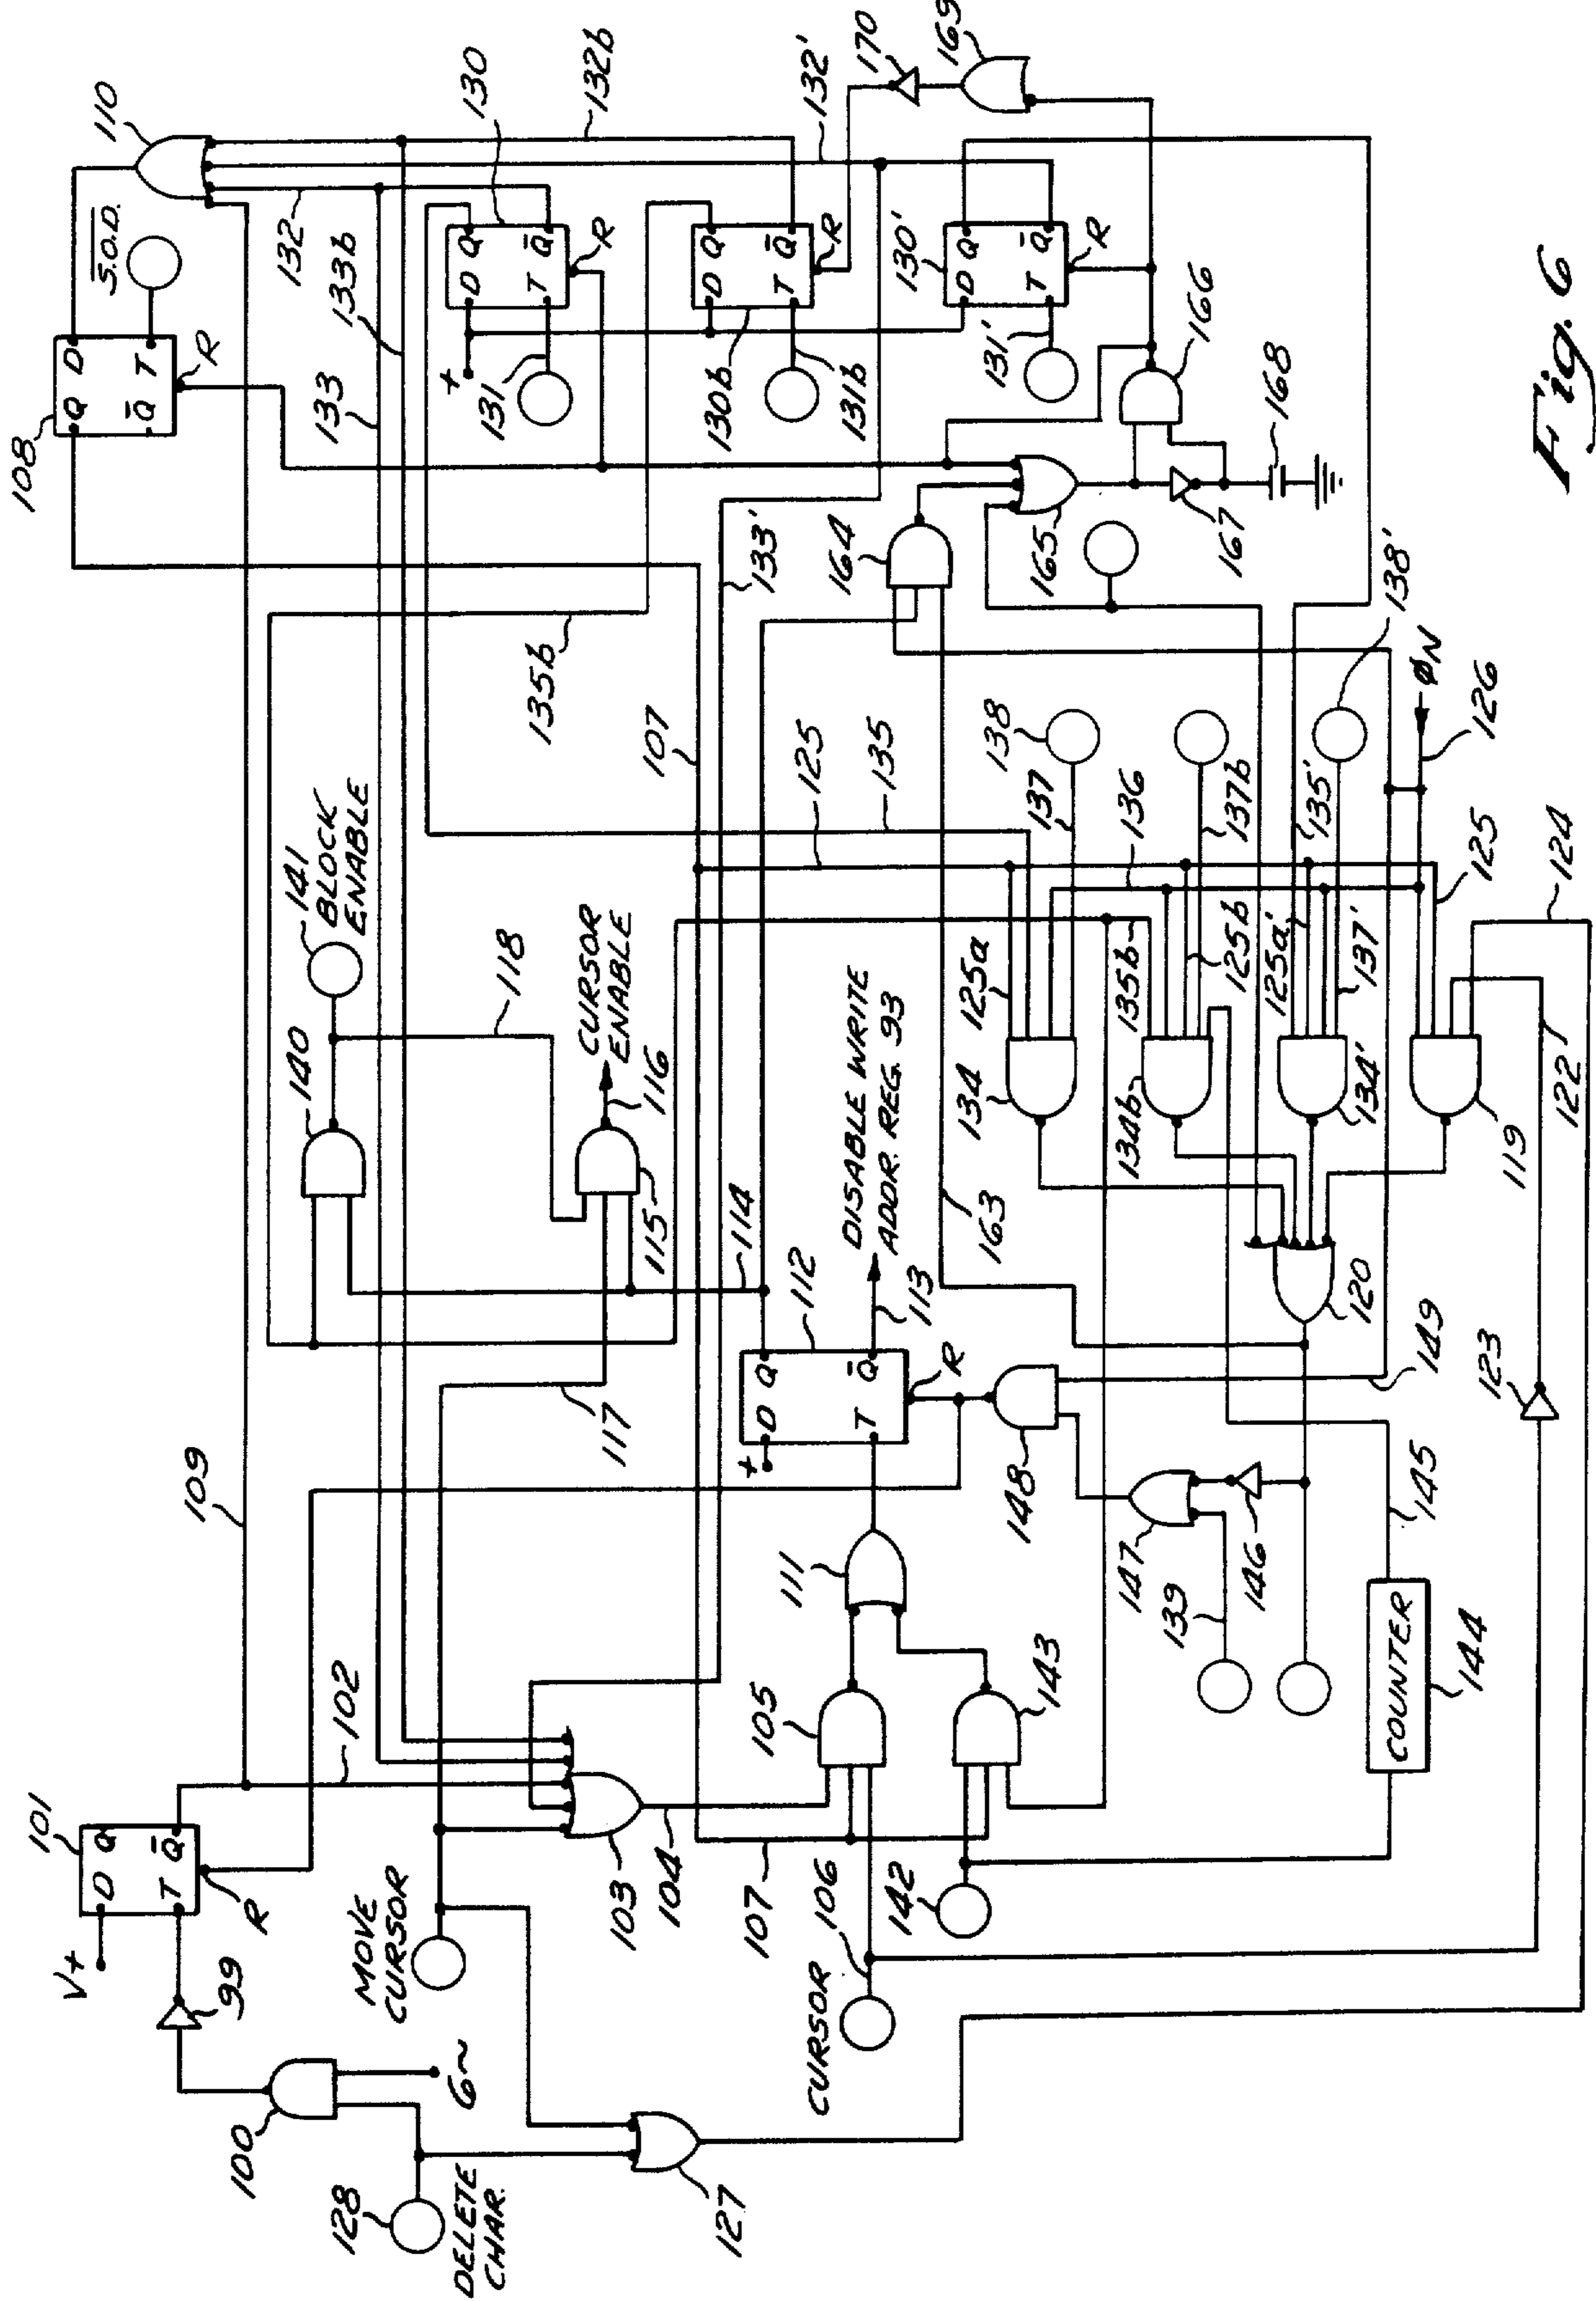 108
Q D
Q̅ T
R
S.O.D.
110
109
133
133b
132
130
132b
D Q
T Q̅
R
+
131
132'
170
169
D Q
T Q̅
R
130b
131b
130'
D Q
T Q̅
R
131'
166
168
167
165
164
133'
135b
107
125
135
138
137
136
137b
138'
ØN
126
135'
125
124
141
BLOCK
ENABLE
140
118
CURSOR
ENABLE
116
115
117
114
DISABLE WRITE
ADDR. REG. 93
113
112
D Q
T Q̅
R
+
163
125a
135b
125b
125a'
137'
134
134b
134'
119
122
120
149
123
148
147
146
139
145
COUNTER
144
111
105
143
101
D Q
T Q̅
R
V+
102
103
104
107
106
142
CURSOR
MOVE
CURSOR
99
100
6~
128
DELETE
CHAR.
127
Fig. 6